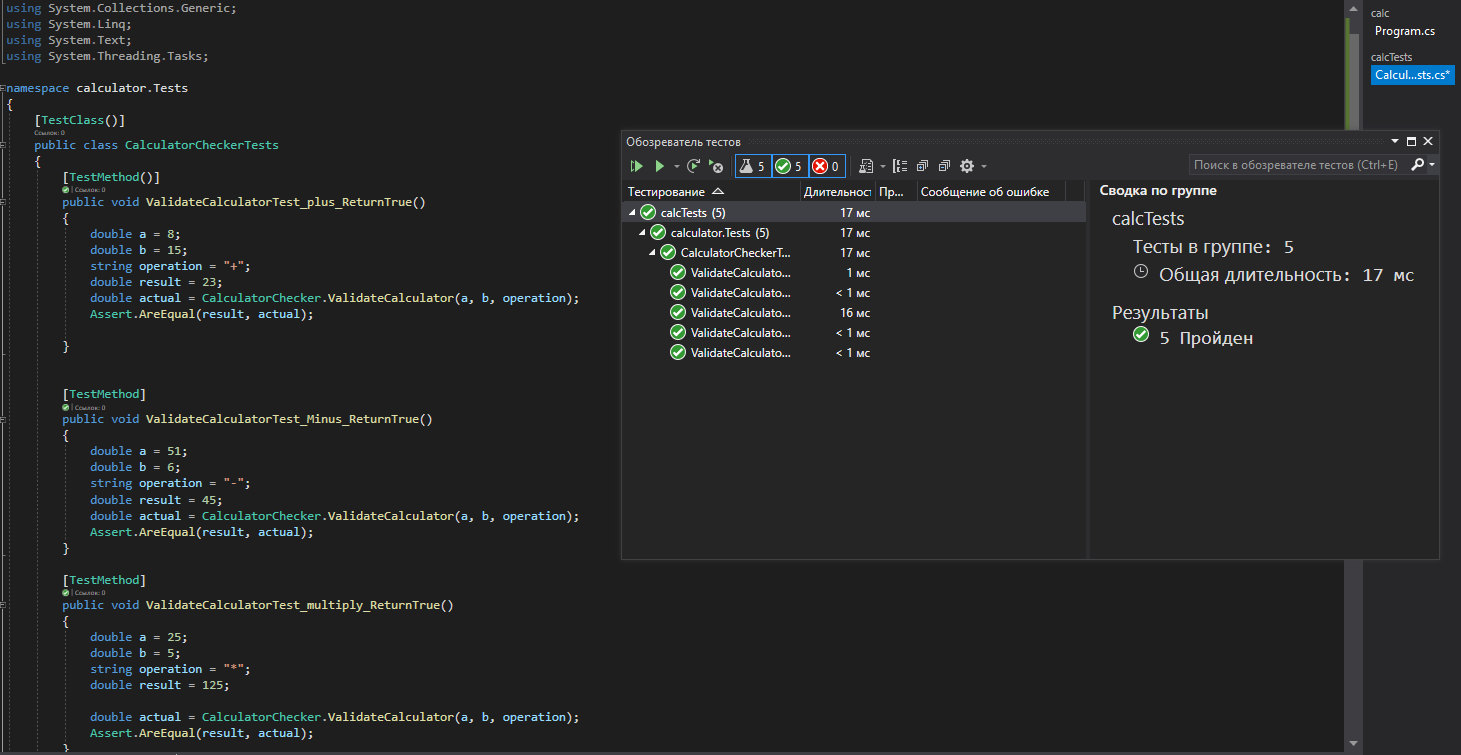 using System.Collections.Generic;
using System.Linq;
using System.Text;
using System.Threading.Tasks;
namespace calculator.Tests
{
[TestClass()]
Ссылок: 0
public class CalculatorCheckerTests
{
[TestMethod()]
| Ссылок: 0
public void ValidateCalculatorTest_plus_ReturnTrue()
{
double a = 8;
double b = 15;
string operation = "+";
double result = 23;
double actual = CalculatorChecker.ValidateCalculator(a, b, operation);
Assert.AreEqual(result, actual);
}
[TestMethod]
| Ссылок: 0
public void ValidateCalculatorTest_Minus_ReturnTrue()
{
double a = 51;
double b = 6;
string operation = "-";
double result = 45;
double actual = CalculatorChecker.ValidateCalculator(a, b, operation);
Assert.AreEqual(result, actual);
}
[TestMethod]
| Ссылок: 0
public void ValidateCalculatorTest_multiply_ReturnTrue()
{
double a = 25;
double b = 5;
string operation = "*";
double result = 125;
double actual = CalculatorChecker.ValidateCalculator(a, b, operation);
Assert.AreEqual(result, actual);
}
Обозреватель тестов
5 5 0
Поиск в обозревателе тестов (Ctrl+E)
Тестирование Длительност Пр... Сообщение об ошибке
calcTests (5) 17 мс
calculator.Tests (5) 17 мс
CalculatorCheckerT... 17 мс
ValidateCalculato... 1 мс
ValidateCalculato... < 1 мс
ValidateCalculato... 16 мс
ValidateCalculato... < 1 мс
ValidateCalculato... < 1 мс
Сводка по группе
calcTests
Тесты в группе: 5
Общая длительность: 17 мс
Результаты
5 Пройден
calc
Program.cs
calcTests
Calcul...sts.cs*